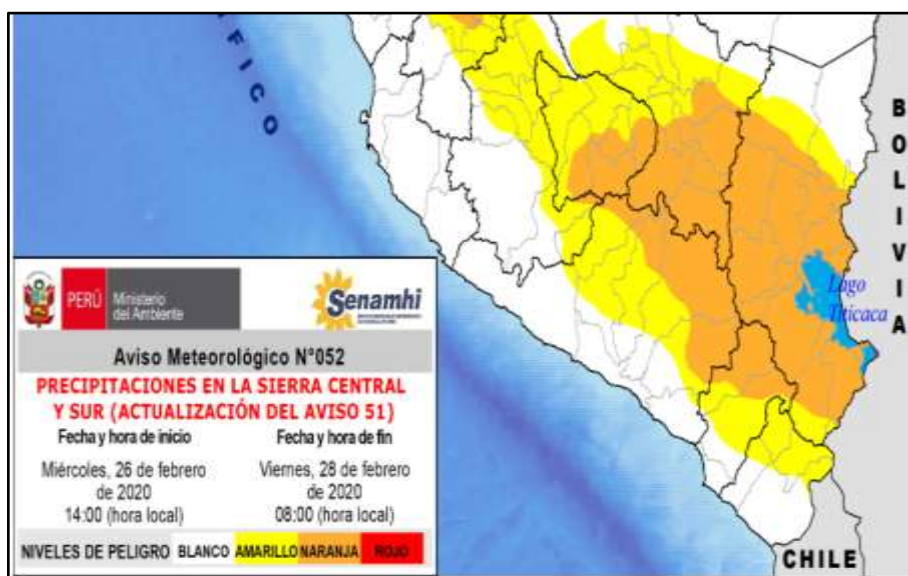 F I C O
BOLIVIA
Lago
Titicaca
PERÚ
Ministerio
del Ambiente
Senamhi
Aviso Meteorológico N°052
PRECIPITACIONES EN LA SIERRA CENTRAL
Y SUR (ACTUALIZACIÓN DEL AVISO 51)
Fecha y hora de inicio
Fecha y hora de fin
Miércoles, 26 de febrero
de 2020
14:00 (hora local)
Viernes, 28 de febrero
de 2020
08:00 (hora local)
NIVELES DE PELIGRO BLANCO AMARILLO NARANJA ROJO
CHILE